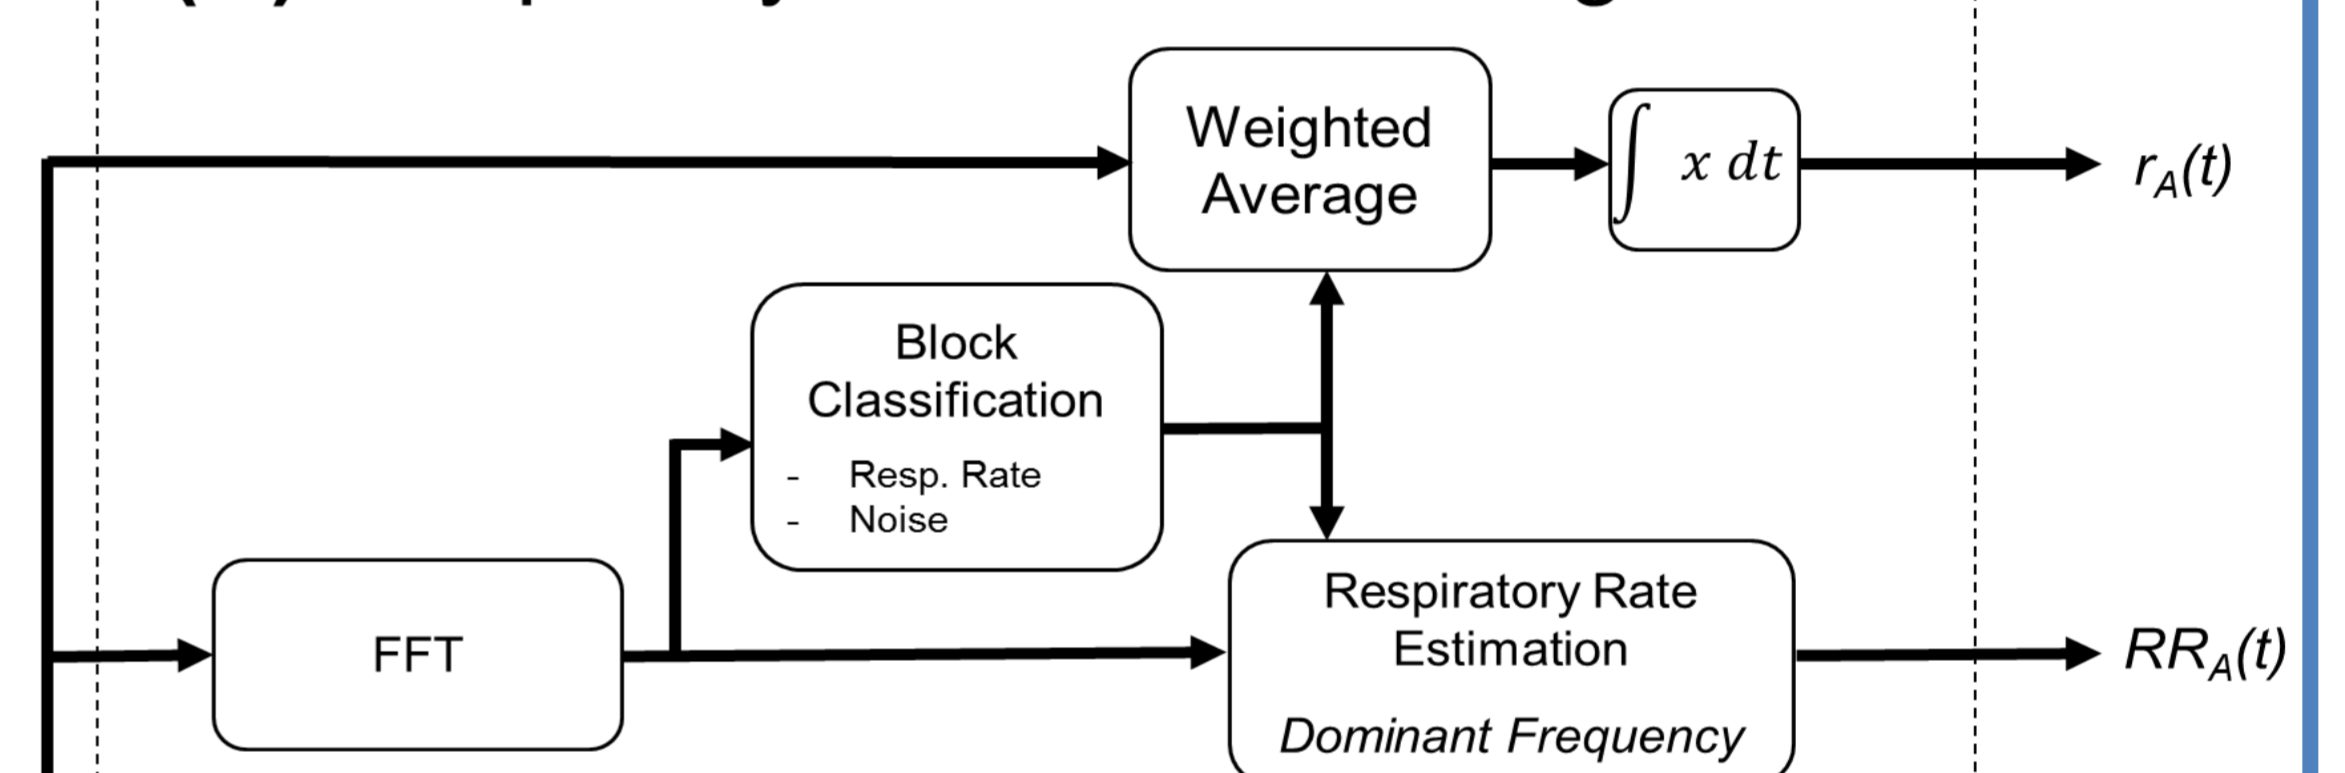 Weighted
Average
∫ x dt
r_A(t)
Block
Classification
- Resp. Rate
- Noise
FFT
Respiratory Rate
Estimation
Dominant Frequency
RR_A(t)